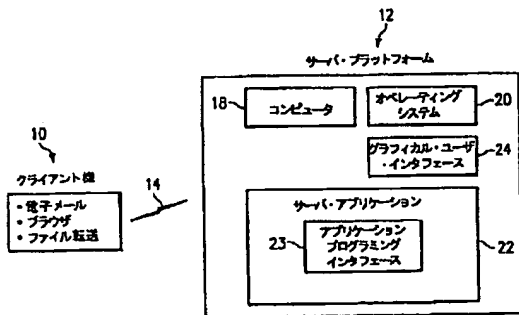 12
サーバ・プラットフォーム
18
コンピュータ
オペレーティング
システム
20
グラフィカル・ユーザ
・インタフェース
24
10
クライアント機
・電子メール
・ブラウザ
・ファイル転送
14
サーバ・アプリケーション
23
アプリケーション
プログラミング
インタフェース
22